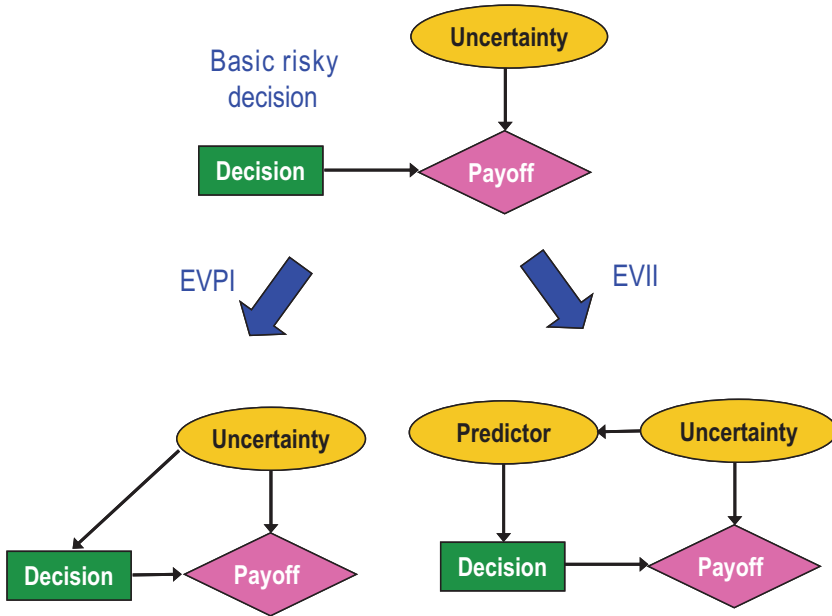 Uncertainty
Basic risky
decision
Decision
Payoff
EVPI
EVII
Uncertainty
Predictor
Uncertainty
Decision
Payoff
Decision
Payoff